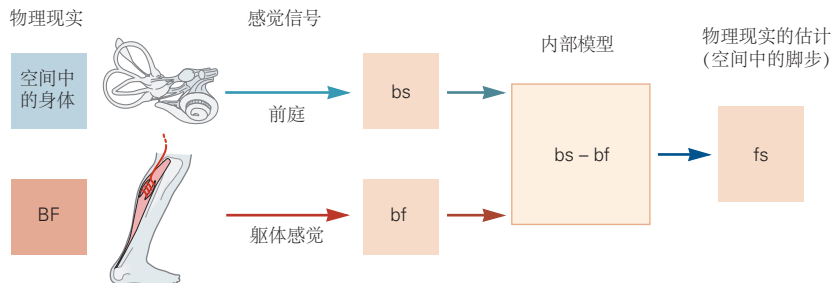 物理现实
感觉信号
内部模型
物理现实的估计
(空间中的脚步)
空间中
的身体
前庭
bs
bs – bf
fs
BF
躯体感觉
bf